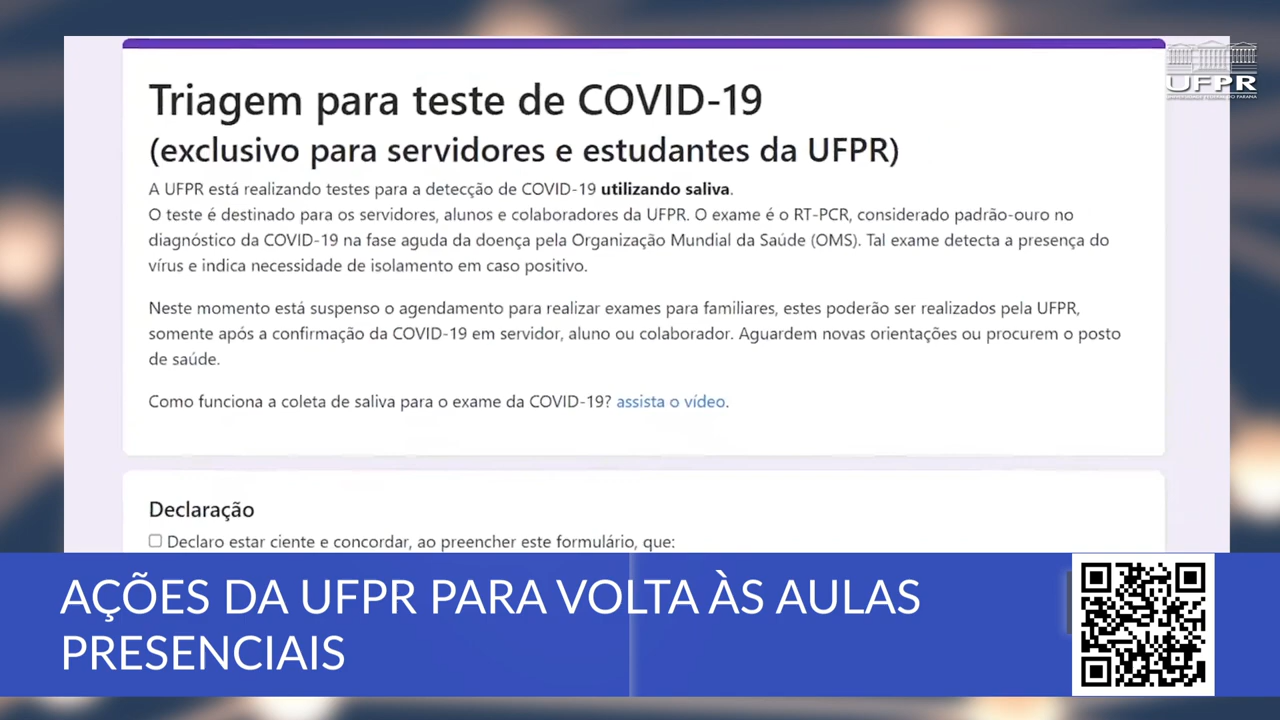 UFPR
Triagem para teste de COVID-19
(exclusivo para servidores e estudantes da UFPR)
A UFPR está realizando testes para a detecção de COVID-19 utilizando saliva.
O teste é destinado para os servidores, alunos e colaboradores da UFPR. O exame é o RT-PCR, considerado padrão-ouro no
diagnóstico da COVID-19 na fase aguda da doença pela Organização Mundial da Saúde (OMS). Tal exame detecta a presença do
vírus e indica necessidade de isolamento em caso positivo.
Neste momento está suspenso o agendamento para realizar exames para familiares, estes poderão ser realizados pela UFPR,
somente após a confirmação da COVID-19 em servidor, aluno ou colaborador. Aguardem novas orientações ou procurem o posto
de saúde.
Como funciona a coleta de saliva para o exame da COVID-19? assista o vídeo.
Declaração
Declaro estar ciente e concordar, ao preencher este formulário, que:
AÇÕES DA UFPR PARA VOLTA ÀS AULAS
PRESENCIAIS